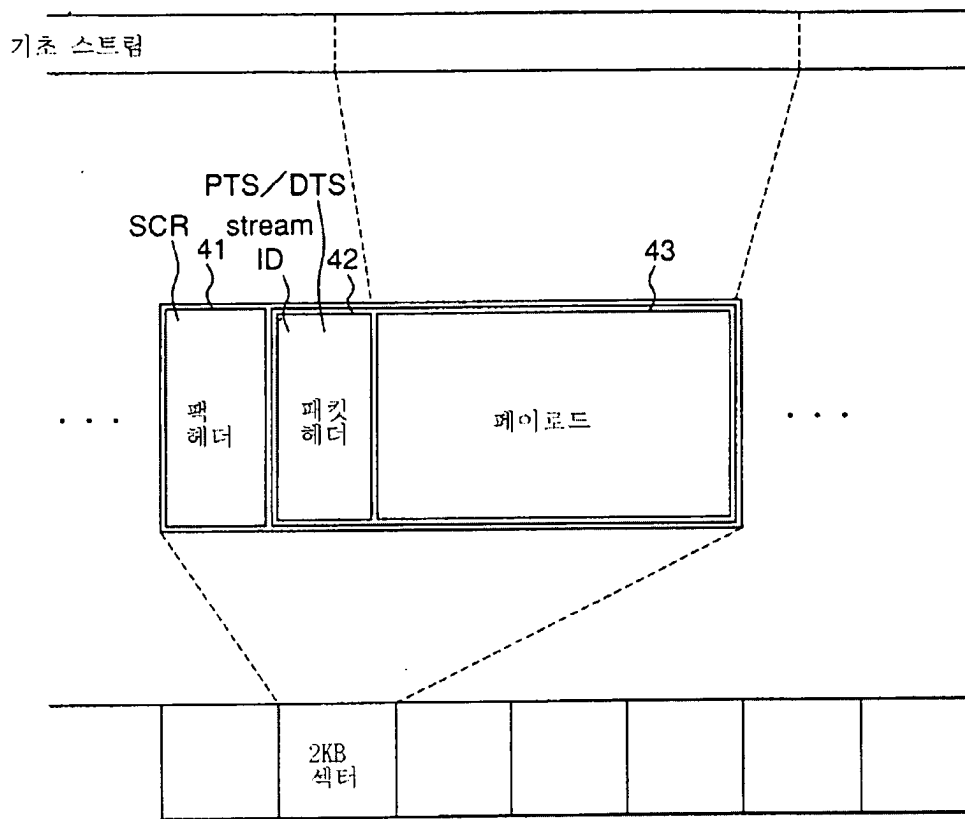 기초 스트림
PTS/DTS
SCR
41
stream
ID
42
43
팩
헤더
패킷
헤더
페이로드
· · ·
· · ·
2KB
섹터